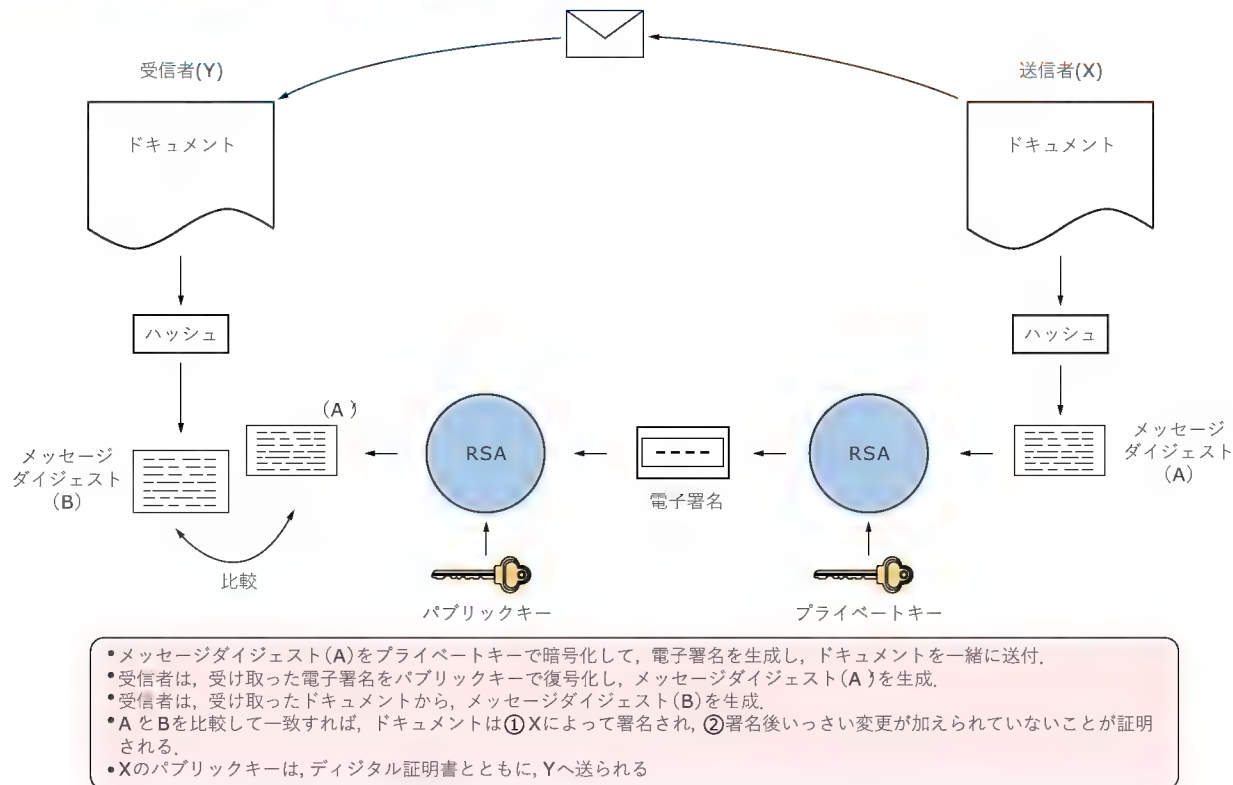 受信者(Y)
送信者(X)
ドキュメント
ドキュメント
ハッシュ
ハッシュ
メッセージ
ダイジェスト
(B)
(A')
RSA
電子署名
RSA
メッセージ
ダイジェスト
(A)
比較
パブリックキー
プライベートキー
•メッセージダイジェスト(A)をプライベートキーで暗号化して,電子署名を生成し,ドキュメントを一緒に送付.
•受信者は,受け取った電子署名をパブリックキーで復号化し,メッセージダイジェスト(A')を生成.
•受信者は,受け取ったドキュメントから,メッセージダイジェスト(B)を生成.
•A'とBを比較して一致すれば,ドキュメントは①Xによって署名され,②署名後いっさい変更が加えられていないことが証明
される.
•Xのパブリックキーは,ディジタル証明書とともに,Yへ送られる